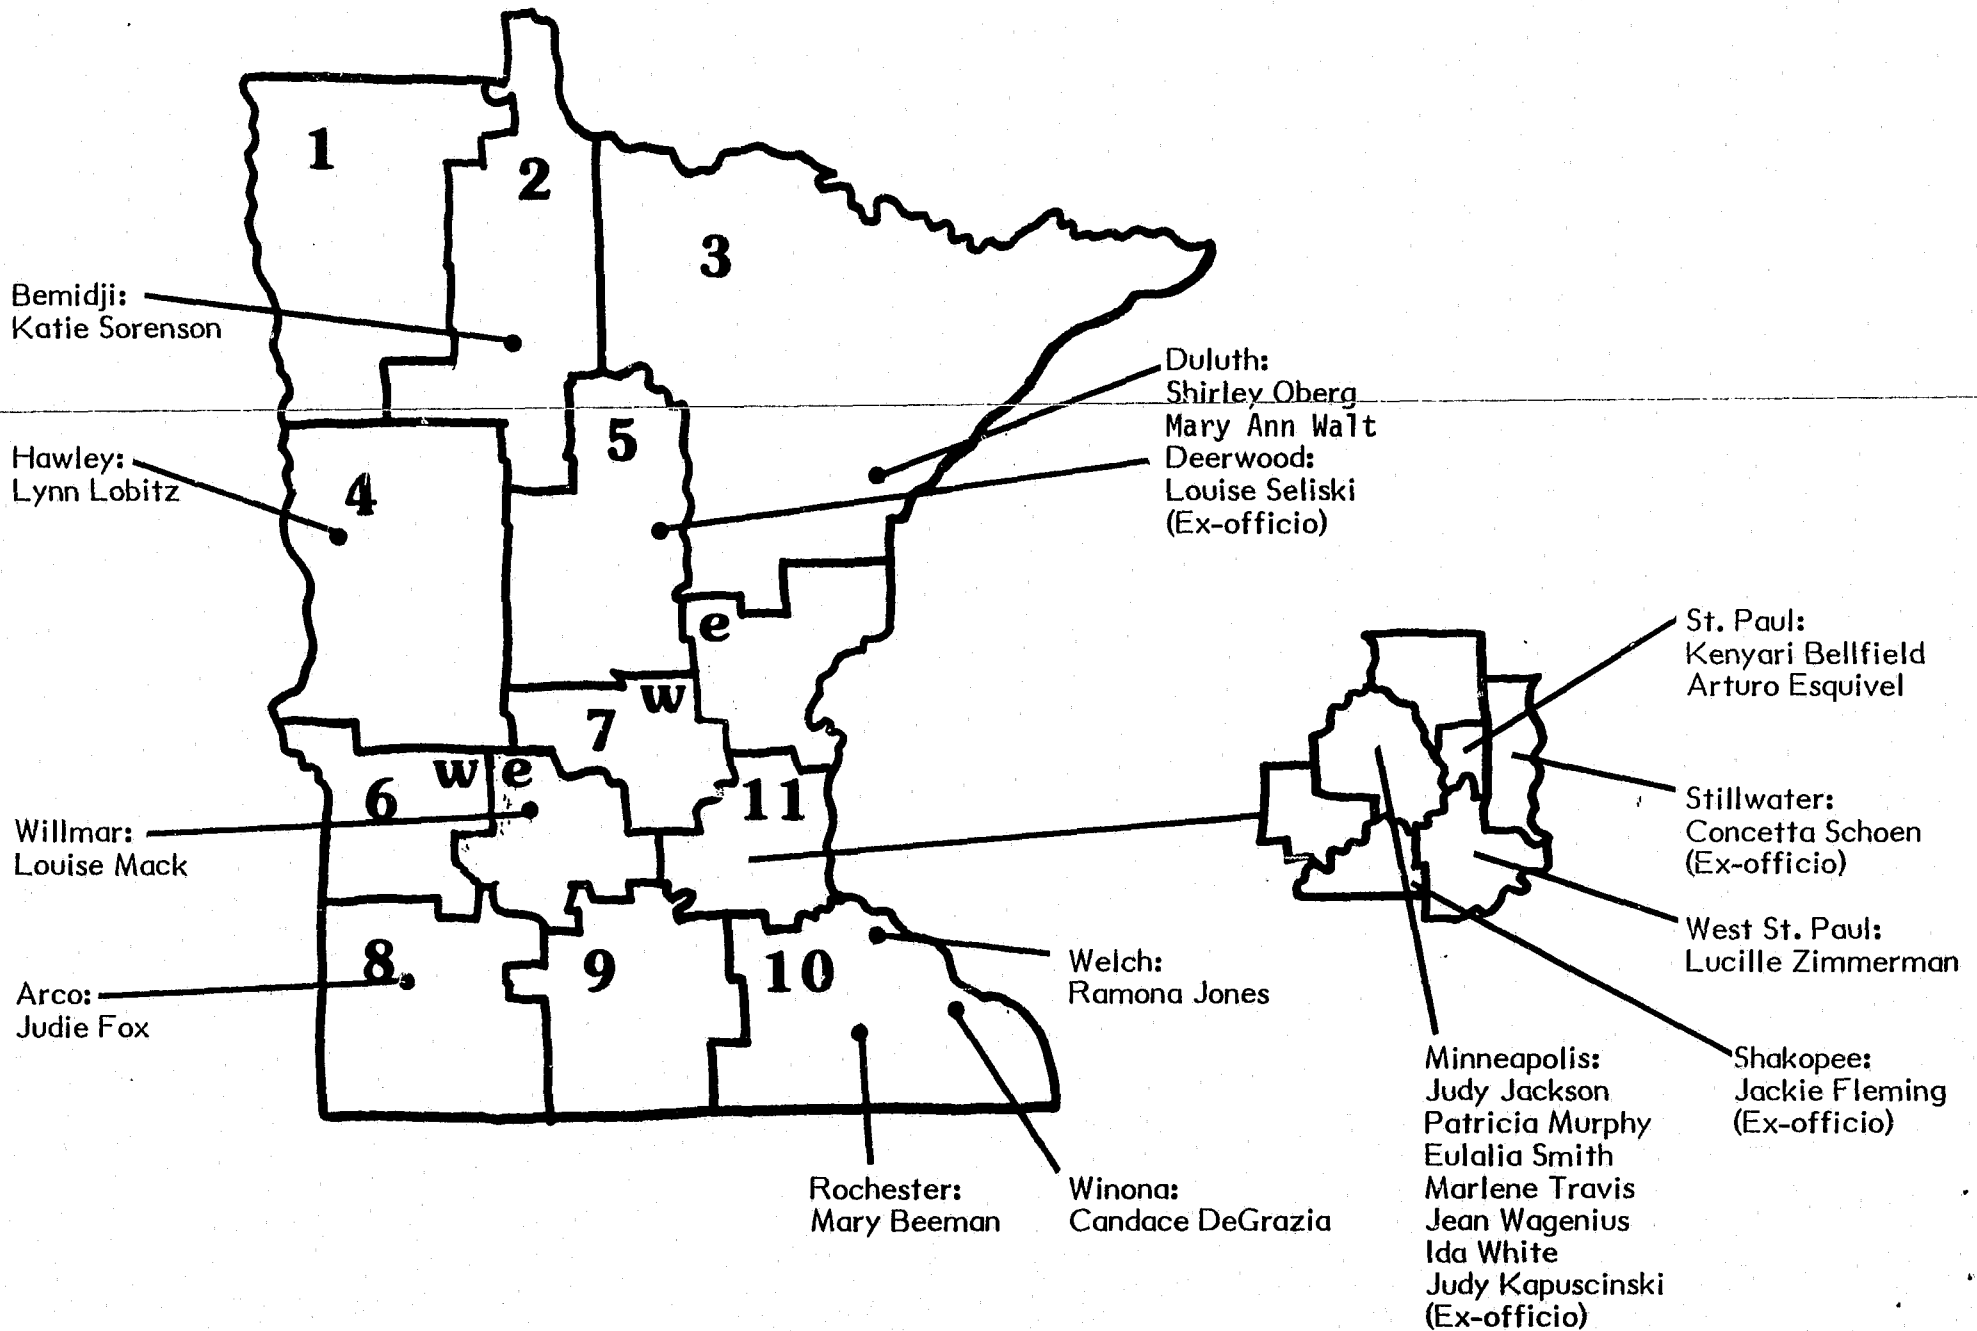 1
2
3
Bemidji:
Katie Sorenson
Duluth:
Shirley Oberg
Mary Ann Walt
Deerwood:
Louise Seliski
(Ex-officio)
5
Hawley:
Lynn Lobitz
4
e
w
7
St. Paul:
Kenyari Bellfield
Arturo Esquivel
w e
6
11
Stillwater:
Concetta Schoen
(Ex-officio)
Willmar:
Louise Mack
West St. Paul:
Lucille Zimmerman
8
9
10
Welch:
Ramona Jones
Arco:
Judie Fox
Minneapolis:
Judy Jackson
Patricia Murphy
Eulalia Smith
Marlene Travis
Jean Wagenius
Ida White
Judy Kapuscinski
(Ex-officio)
Shakopee:
Jackie Fleming
(Ex-officio)
Rochester:
Mary Beeman
Winona:
Candace DeGrazia